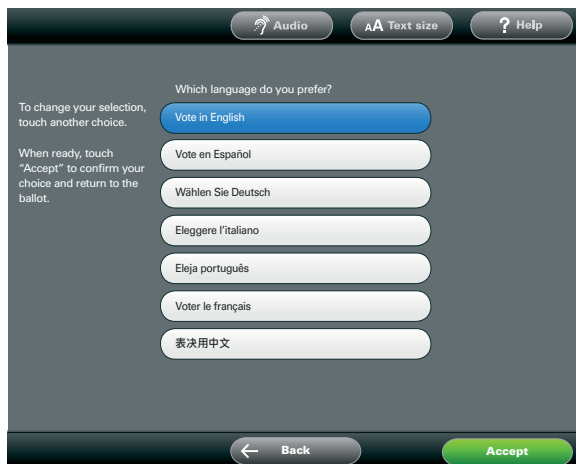 Audio
AA Text size
? Help
Which language do you prefer?
To change your selection,
touch another choice.
When ready, touch
“Accept” to confirm your
choice and return to the
ballot.
Vote in English
Vote en Español
Wählen Sie Deutsch
Eleggere l’italiano
Eleja português
Voter le français
表决用中文
Back
Accept